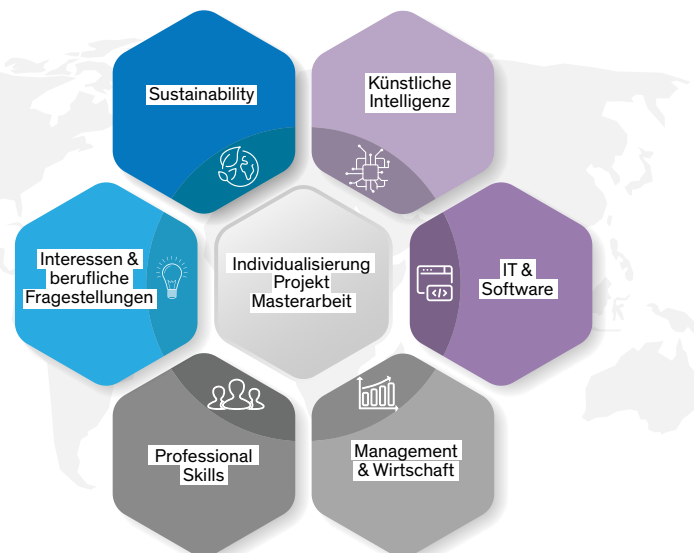 Sustainability
Künstliche
Intelligenz
Interessen &
berufliche
Fragestellungen
Individualisierung
Projekt
Masterarbeit
IT &
Software
</>
Professional
Skills
Management
& Wirtschaft